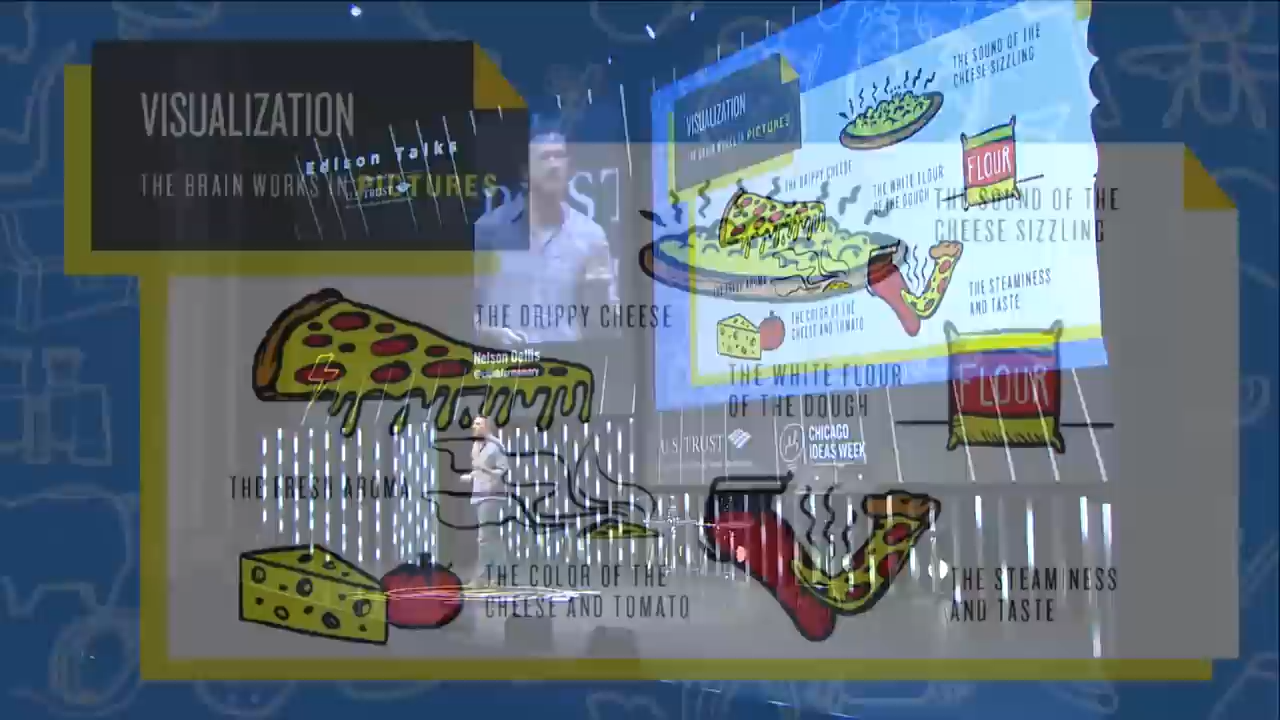 VISUALIZATION
THE BRAIN WORKS IN PICTURES
Edison Talks
U.S. TRUST
THE SOUND OF THE
CHEESE SIZZLING
THE DRIPPY CHEESE
THE WHITE FLOUR
OF THE DOUGH
FLOUR
THE FRESH AROMA
THE COLOR OF THE
CHEESE AND TOMATO
THE STEAMINESS
AND TASTE
Nelson Dellis
VISUALIZATION
THE BRAIN WORKS IN PICTURES
THE SOUND OF THE
CHEESE SIZZLING
THE DRIPPY CHEESE
THE WHITE FLOUR
OF THE DOUGH
FLOUR
THE FRESH AROMA
THE COLOR OF THE
CHEESE AND TOMATO
THE STEAMINESS
AND TASTE
U.S. TRUST
CHICAGO
IDEAS WEEK